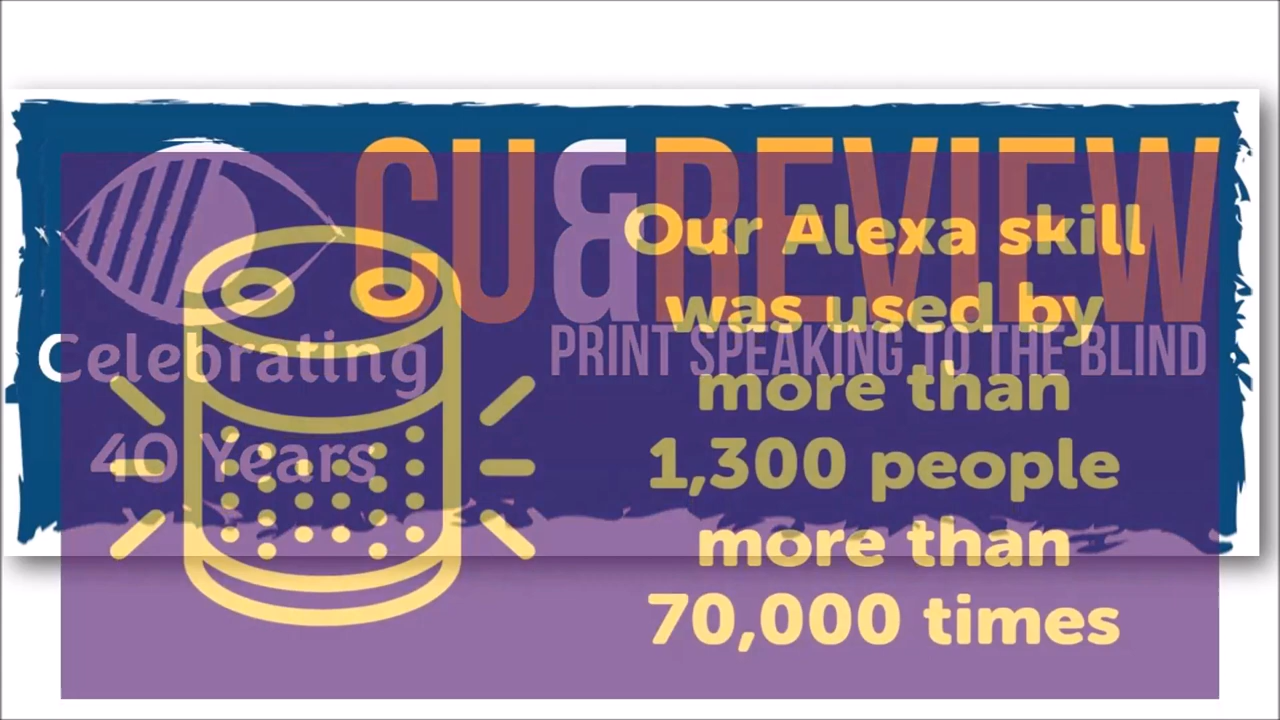 CU&REVIEW
PRINT SPEAKING TO THE BLIND
Celebrating
40 Years
Our Alexa skill
was used by
more than
1,300 people
more than
70,000 times